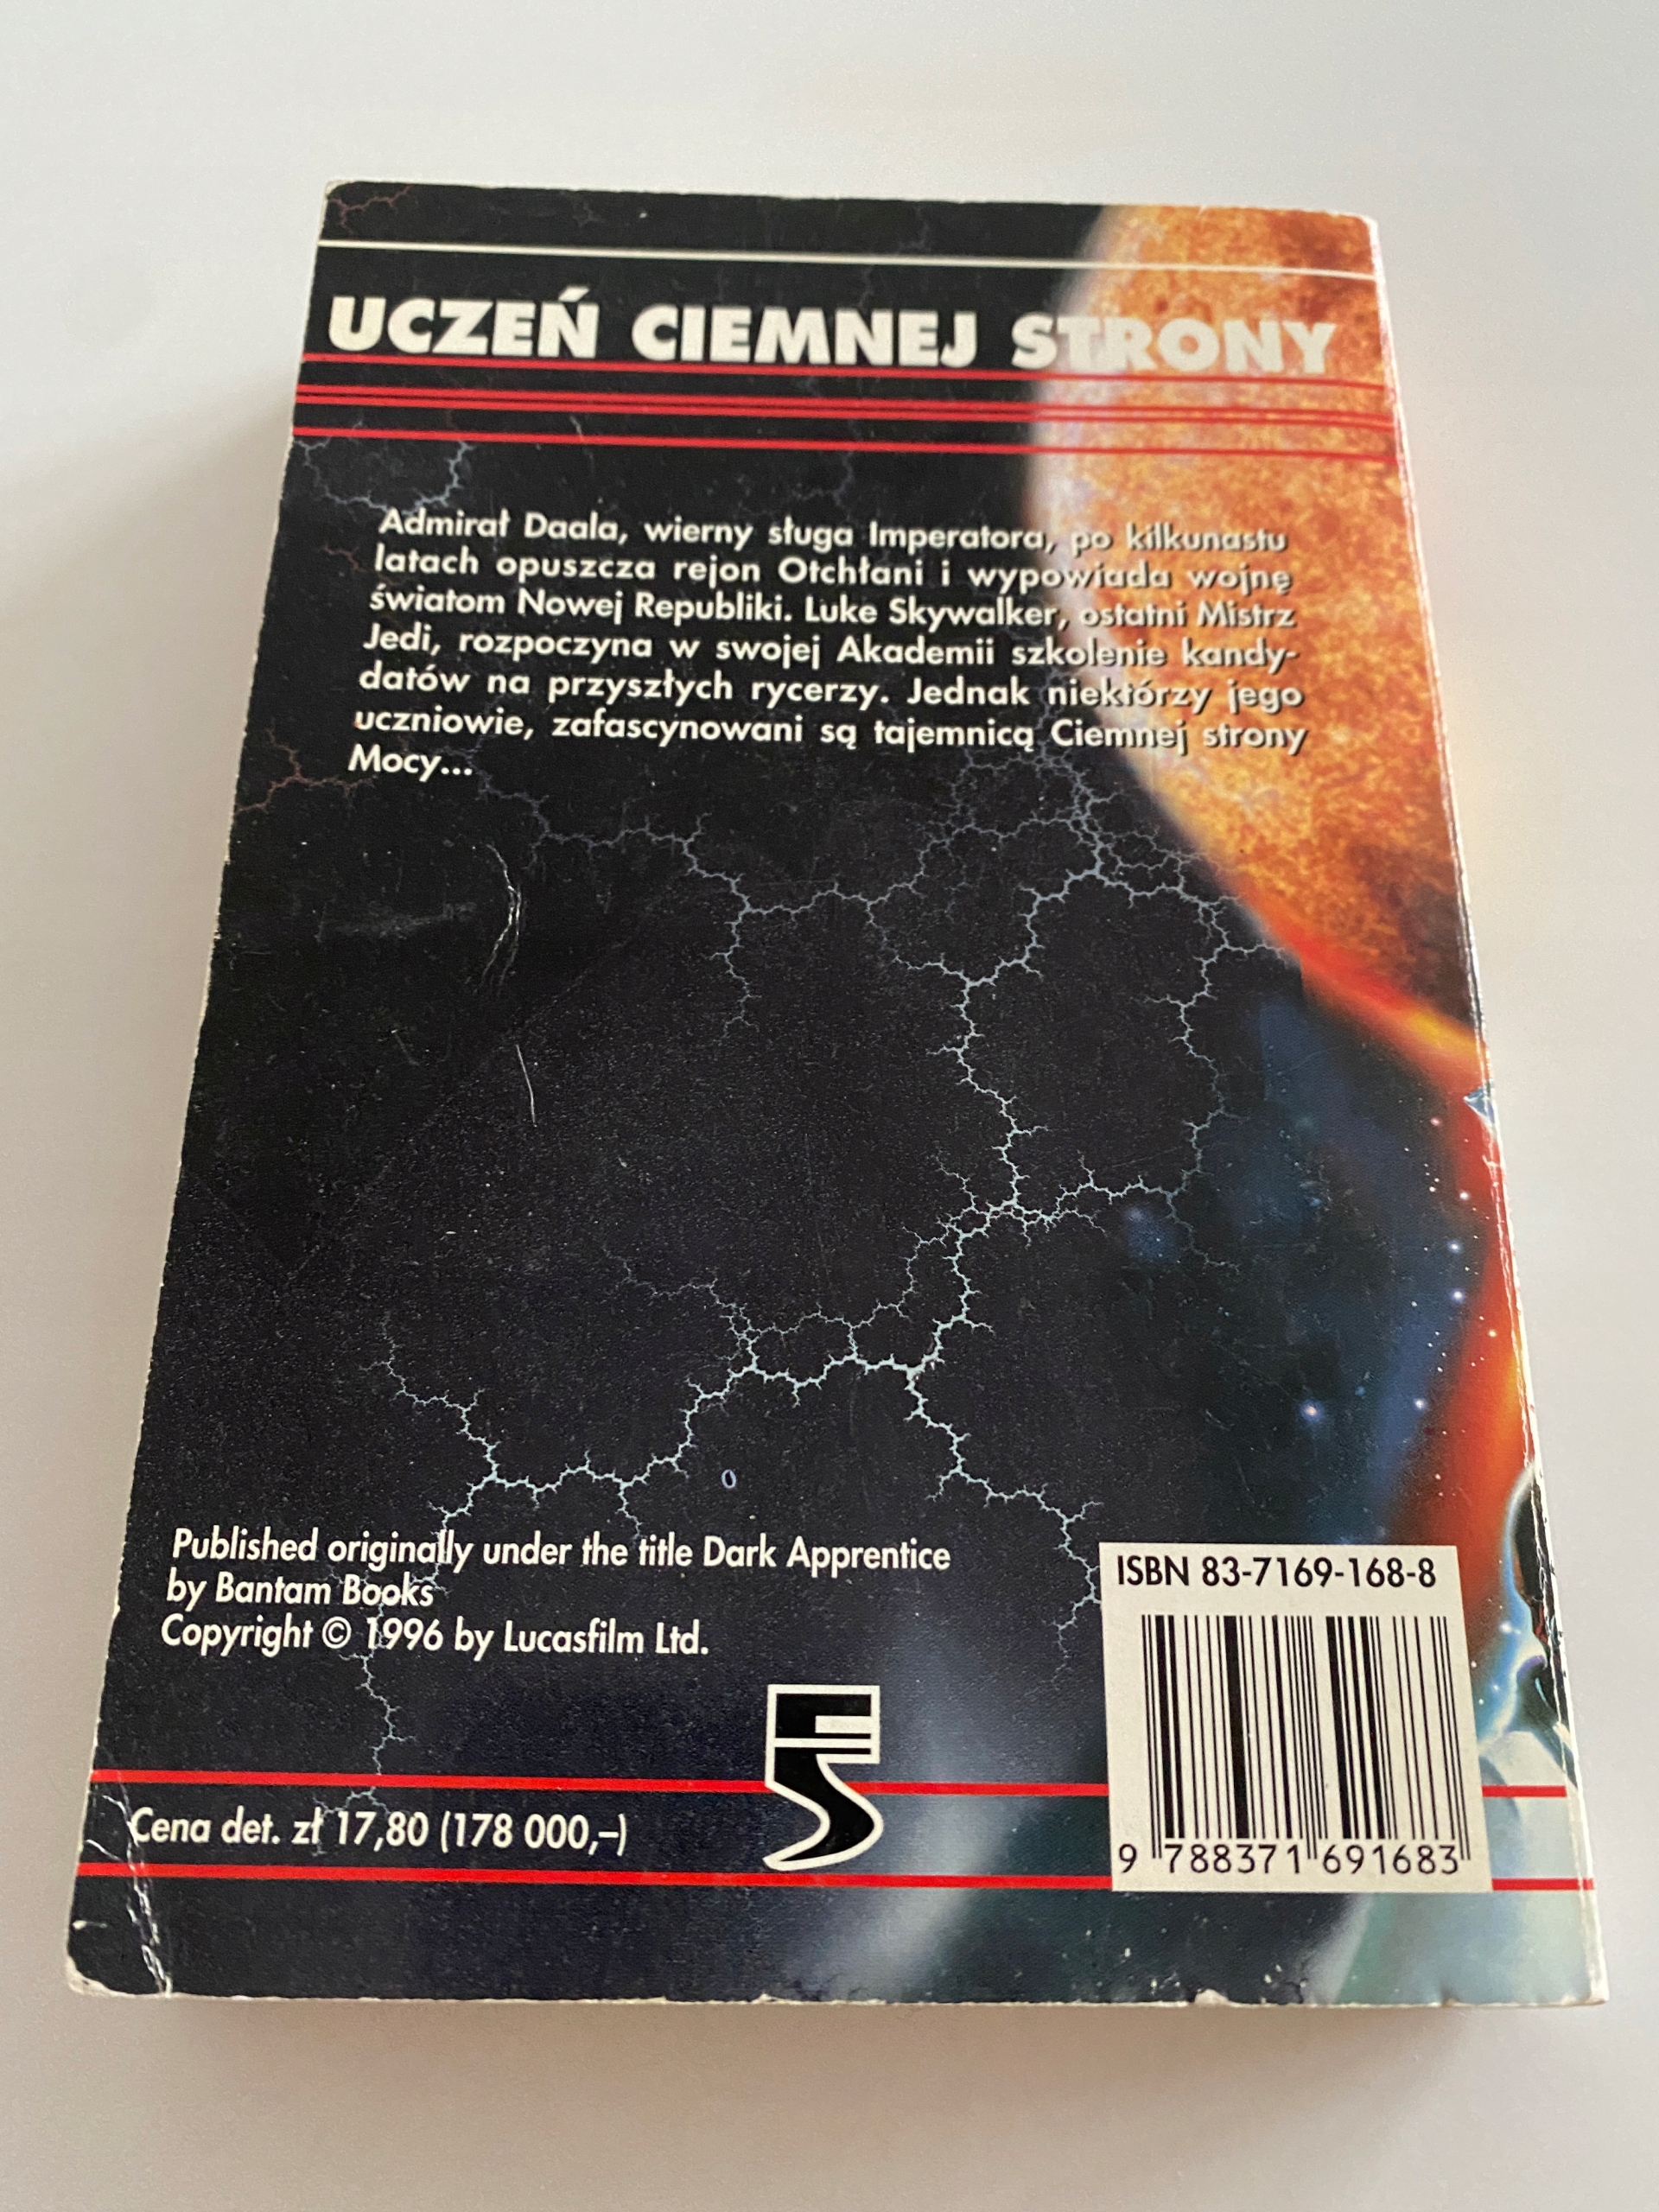 UCZEŃ CIEMNEJ STRONY
Admirał Daala, wierny sługa Imperatora, po kilkunastu
latach opuszcza rejon Otchłani i wypowiada wojnę
światom Nowej Republiki. Luke Skywalker, ostatni Mistrz
Jedi, rozpoczyna w swojej Akademii szkolenie kandy-
datów na przyszłych rycerzy. Jednak niektórzy jego
uczniowie, zafascynowani są tajemnicą Ciemnej strony
Mocy...
Published originally under the title Dark Apprentice
by Bantam Books
Copyright © 1996 by Lucasfilm Ltd.
ISBN 83-7169-168-8
Cena det. zł 17,80 (178 000,–)
9 788371 691683